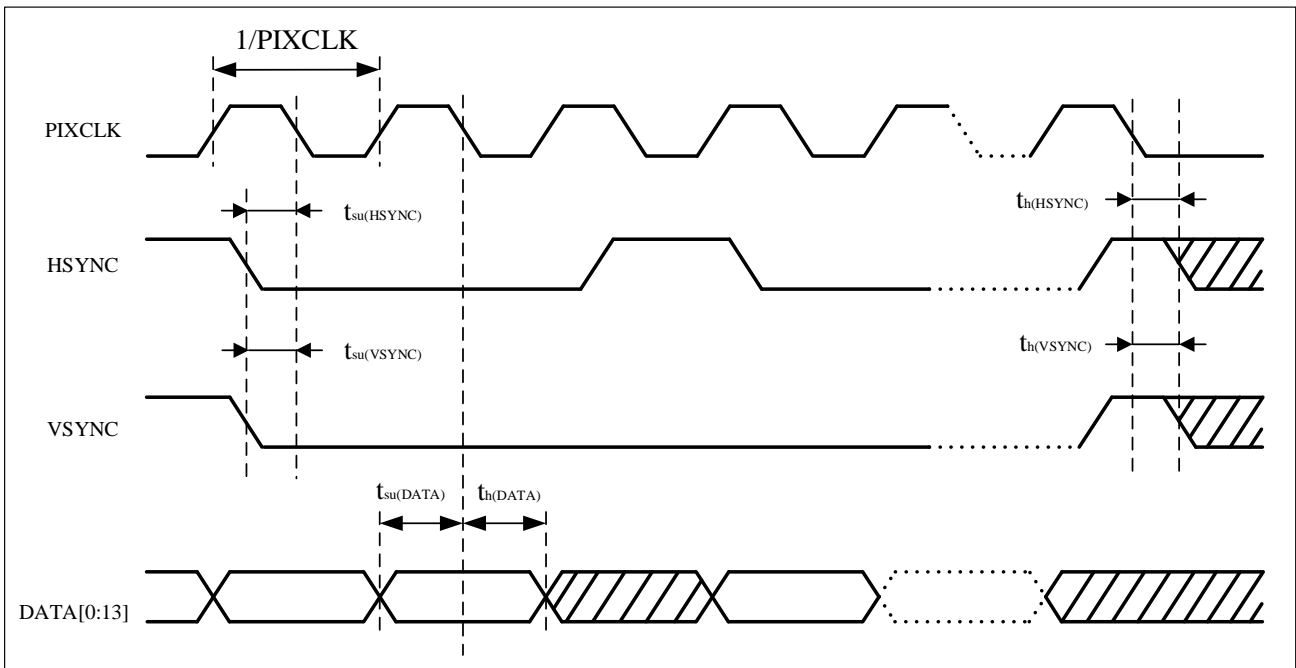 1/PIXCLK
PIXCLK
tsu(HSYNC)
th(HSYNC)
HSYNC
tsu(VSYNC)
th(VSYNC)
VSYNC
tsu(DATA) th(DATA)
DATA[0:13]